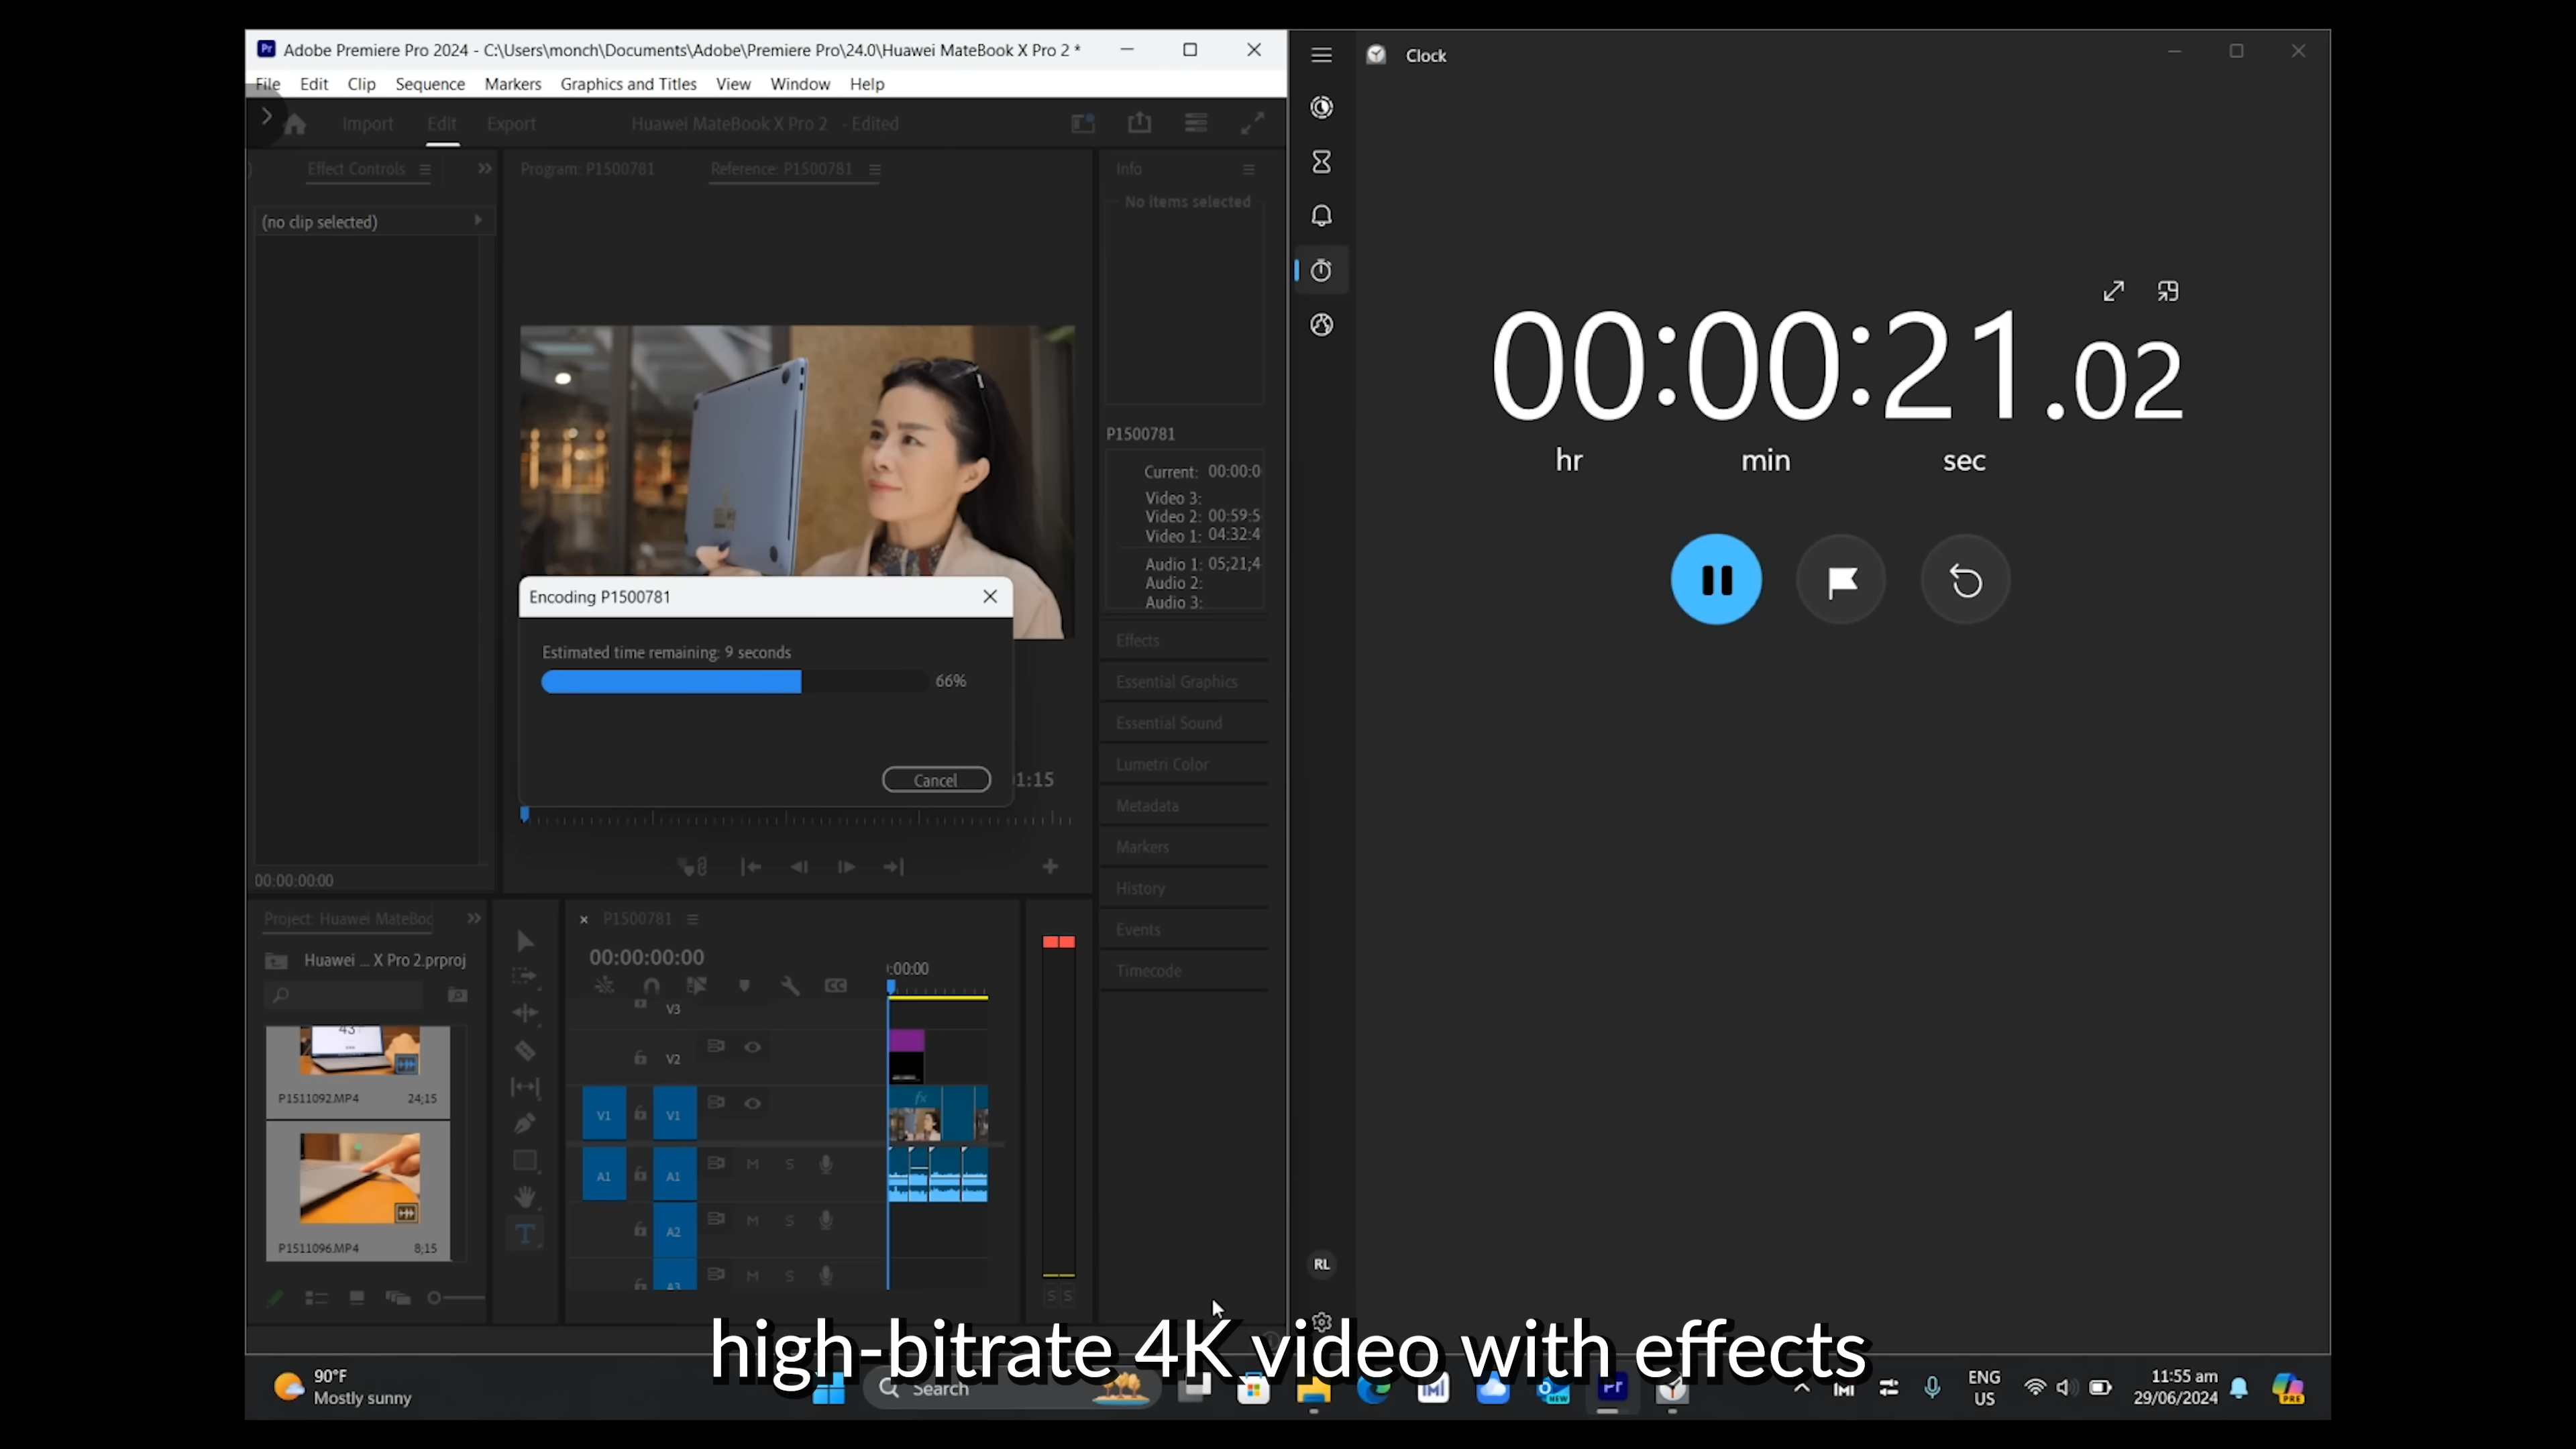 Adobe Premiere Pro 2024 - C:\Users\monch\Documents\Adobe\Premiere Pro\24.0\Huawei MateBook X Pro 2 *
File Edit Clip Sequence Markers Graphics and Titles View Window Help
Import Edit Export Huawei MateBook X Pro 2 - Edited
Effect Controls
(no clip selected)
00:00:00:00
Program: P1500781 Reference: P1500781
Encoding P1500781
Estimated time remaining: 9 seconds
66%
Cancel
1:15
Info
No items selected
P1500781
Current: 00:00:0
Video 3:
Video 2: 00:59:5
Video 1: 04:32:4
Audio 1: 05;21;4
Audio 2:
Audio 3:
Effects
Essential Graphics
Essential Sound
Lumetri Color
Metadata
Markers
History
Events
Timecode
Project: Huawei MateBoo
Huawei ... X Pro 2.prproj
43
P1511092.MP4 24;15
P1511096.MP4 8;15
P1500781
00:00:00:00
:00:00
CC
V3
V2
V1 V1 fx
A1 A1 M S
A2 M S
A3 M S
S S
Clock
00:00:21.02
hr min sec
RL
high-bitrate 4K video with effects
90°F
Mostly sunny
Search
NEW
Pr
ENG
US
11:55 am
29/06/2024
PRE